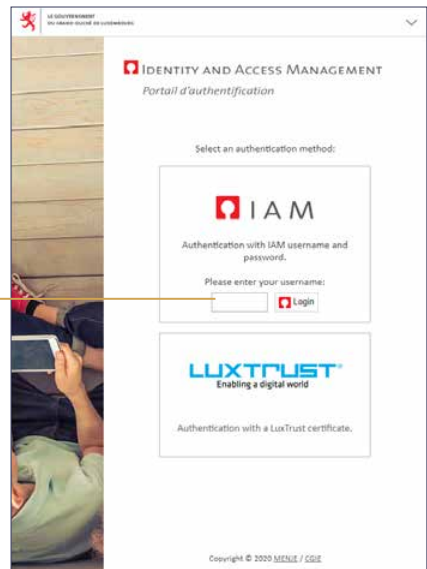 LE GOUVERNEMENT
DU GRAND-DUCHÉ DE LUXEMBOURG
IDENTITY AND ACCESS MANAGEMENT
Portail d'authentification
Select an authentication method:
IAM
Authentication with IAM username and
password.
Please enter your username:
Login
LUXTRUST
Enabling a digital world
Authentication with a LuxTrust certificate.
Copyright © 2020 MENJE / CGIE